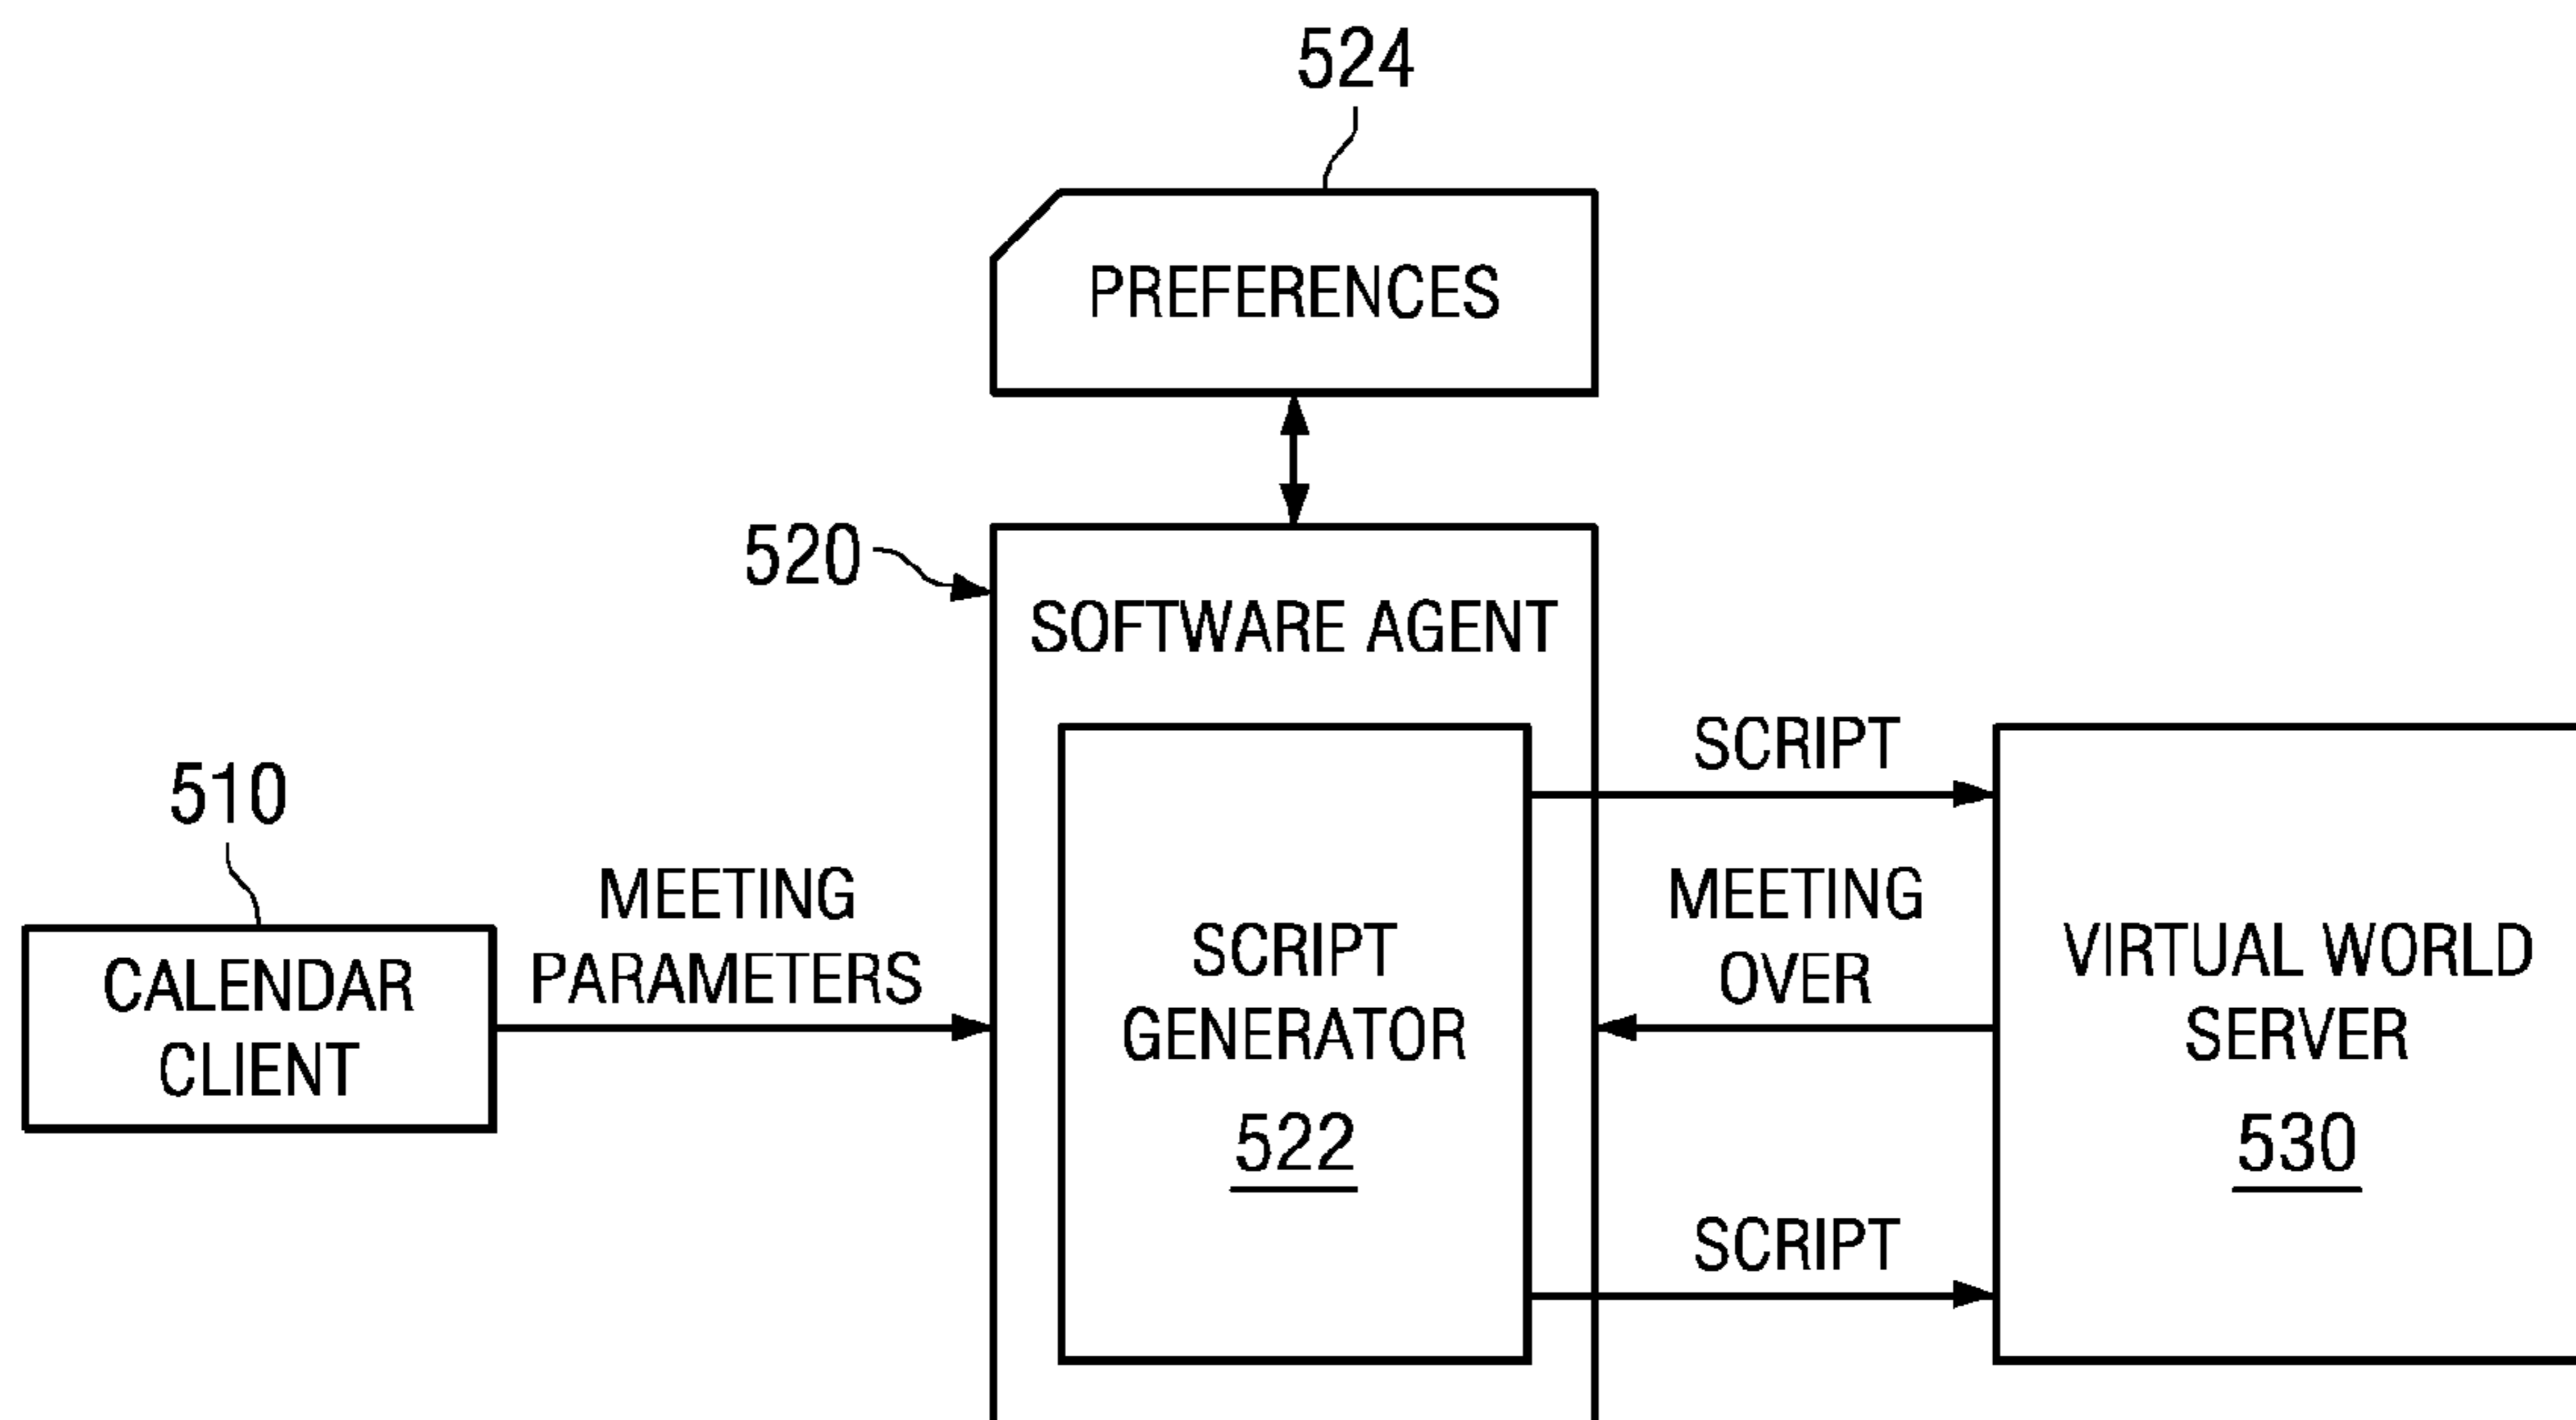 524
PREFERENCES
520
SOFTWARE AGENT
510
CALENDAR
CLIENT
MEETING
PARAMETERS
SCRIPT
GENERATOR
522
SCRIPT
MEETING
OVER
SCRIPT
VIRTUAL WORLD
SERVER
530